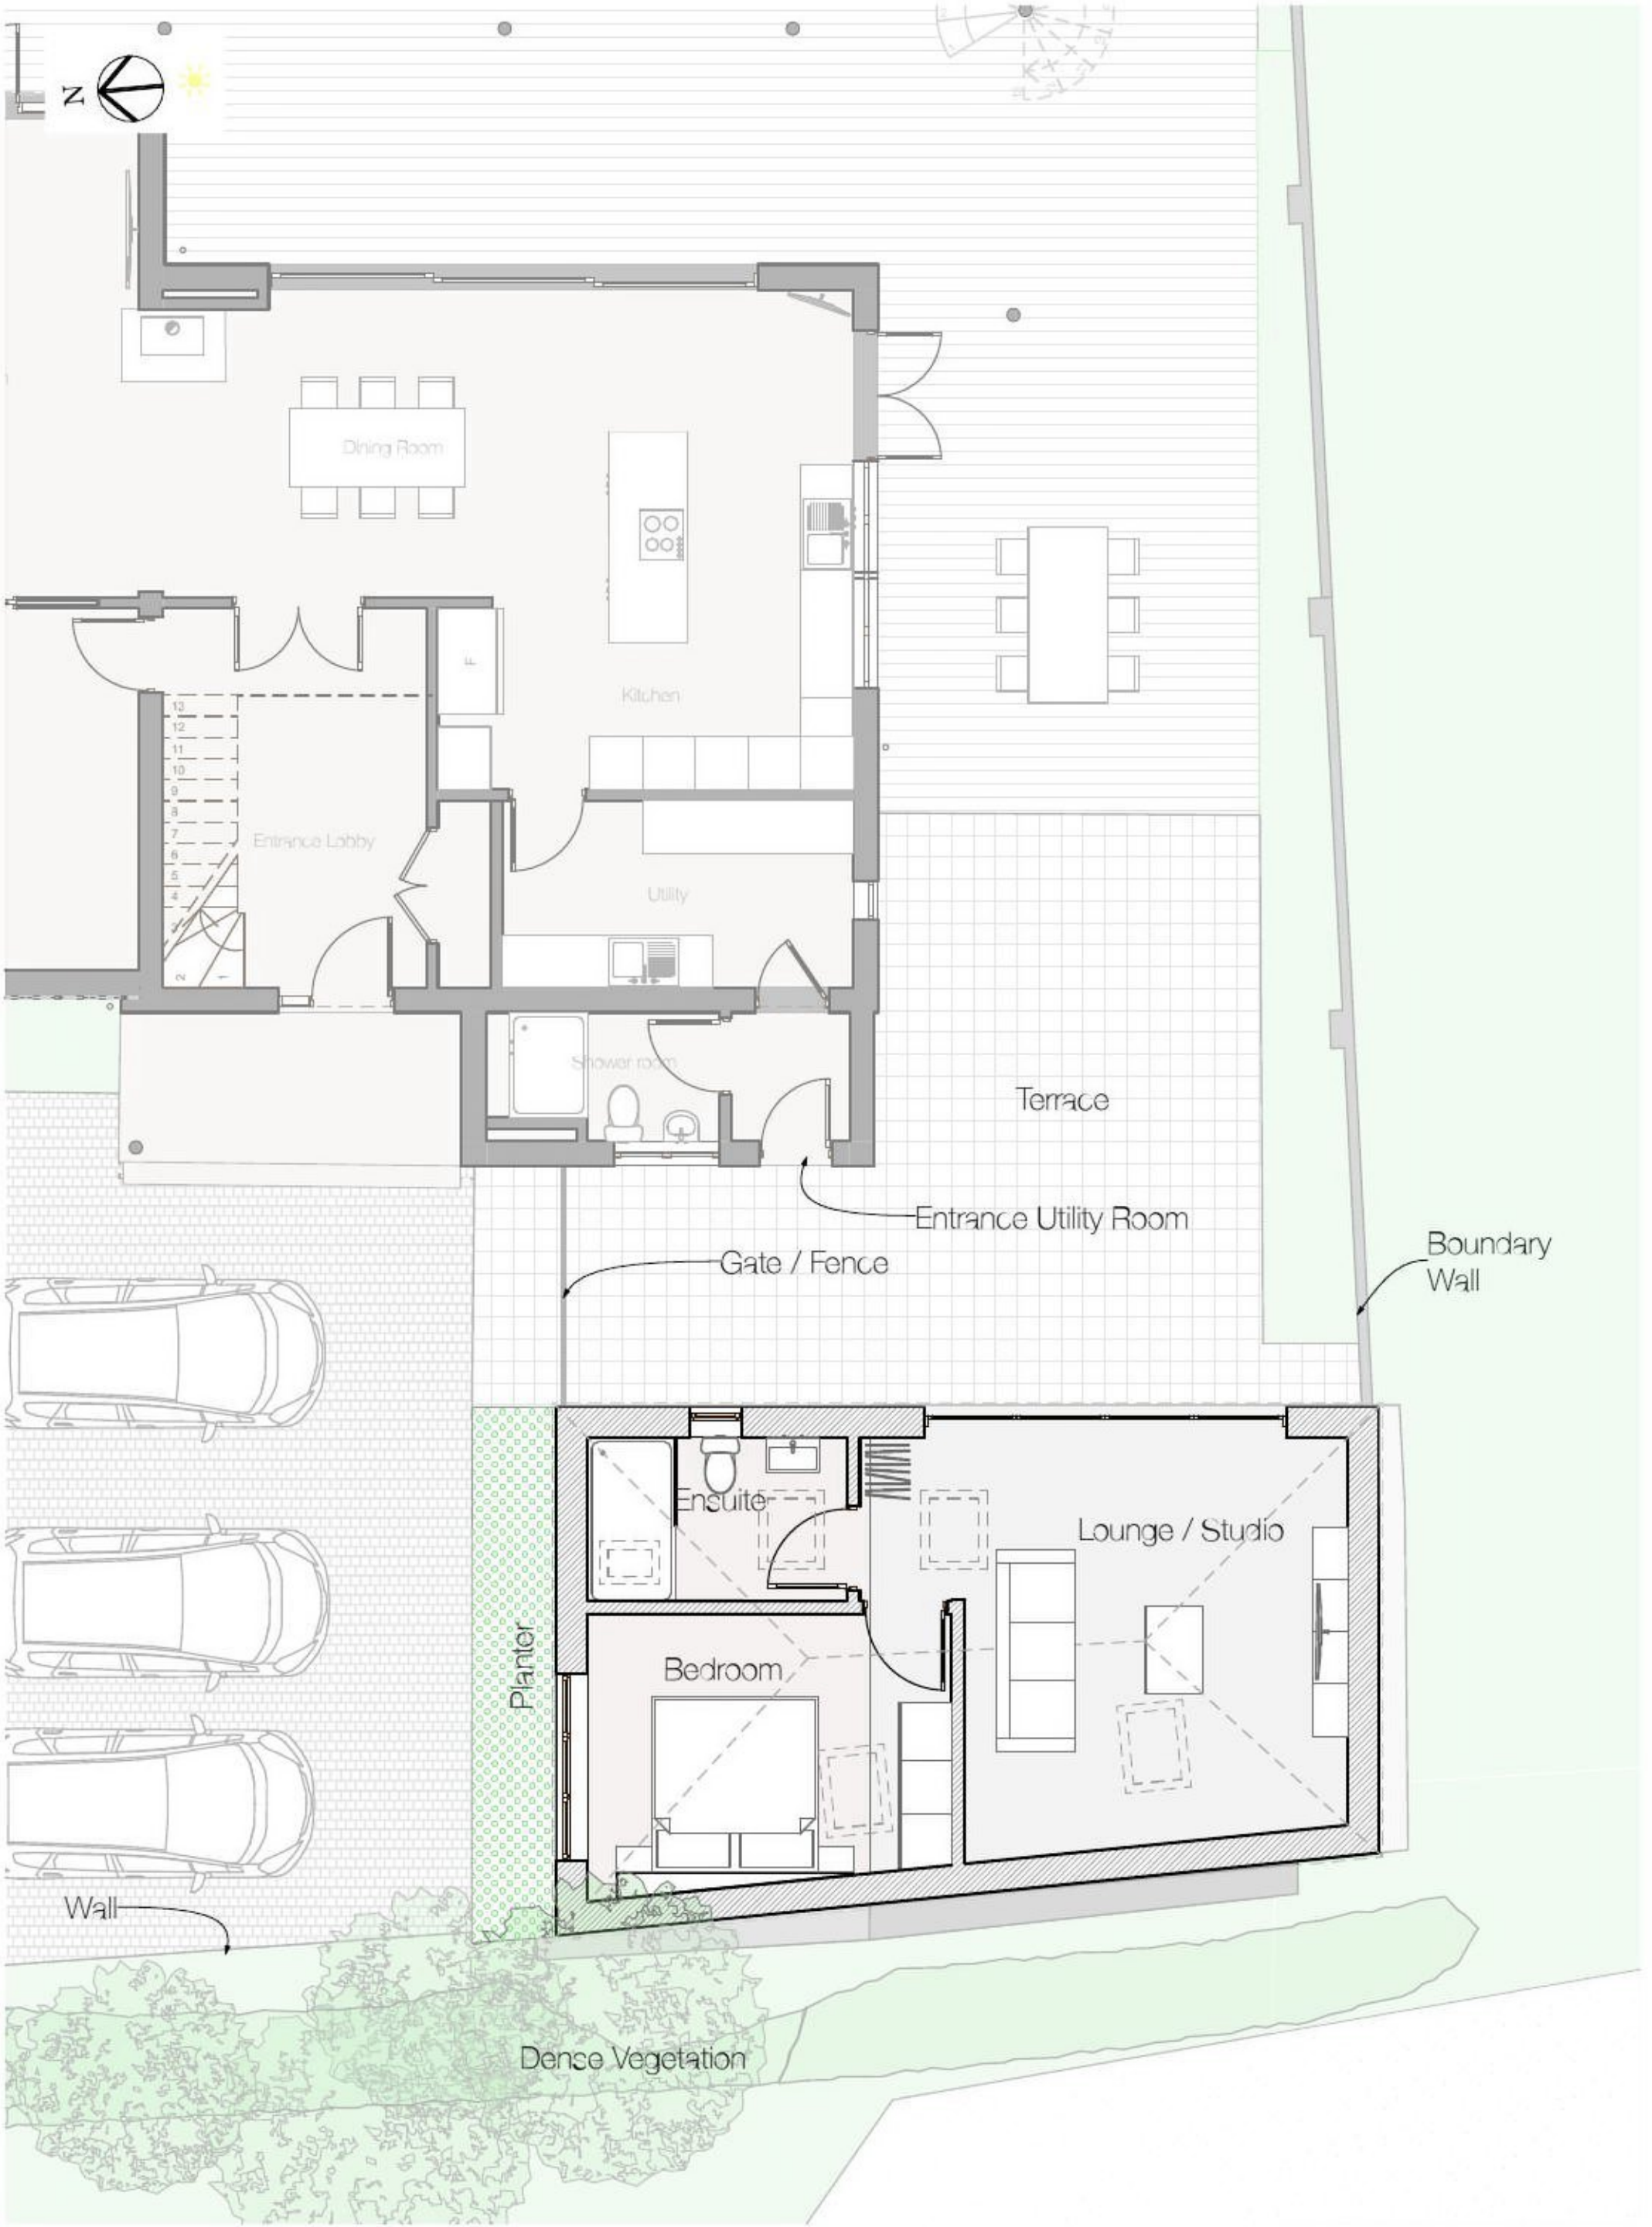 N
Dining Room
F
Kitchen
13
12
11
10
9
8
7
6
5
4
3
2
1
Entrance Lobby
Utility
Shower room
Terrace
Entrance Utility Room
Gate / Fence
Boundary
Wall
Ensuite
Lounge / Studio
Planter
Bedroom
Wall
Dense Vegetation